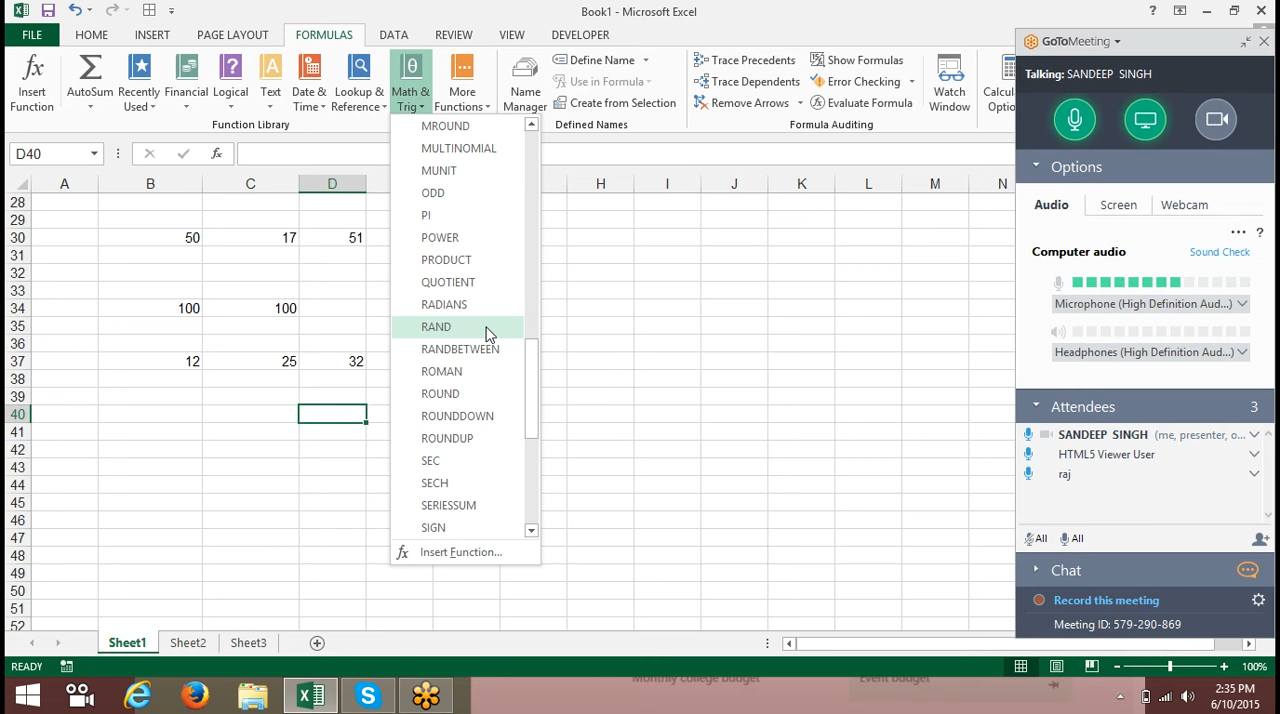 Book1 - Microsoft Excel
FILE HOME INSERT PAGE LAYOUT FORMULAS DATA REVIEW VIEW DEVELOPER
Insert Function
AutoSum
Recently Used
Financial
Logical
Text
Date & Time
Lookup & Reference
Math & Trig
More Functions
Function Library
Name Manager
Define Name
Use in Formula
Create from Selection
Defined Names
Trace Precedents
Trace Dependents
Remove Arrows
Show Formulas
Error Checking
Evaluate Formula
Formula Auditing
Watch Window
D40
fx
A B C D H I J K L M N
28
29
30 50 17 51
31
32
33
34 100 100
35
36
37 12 25 32
38
39
40
41
42
43
44
45
46
47
48
49
50
51
52
MROUND
MULTINOMIAL
MUNIT
ODD
PI
POWER
PRODUCT
QUOTIENT
RADIANS
RAND
RANDBETWEEN
ROMAN
ROUND
ROUNDDOWN
ROUNDUP
SEC
SECH
SERIESSUM
SIGN
fx Insert Function...
Sheet1 Sheet2 Sheet3
READY
100%
GoToMeeting
Talking: SANDEEP SINGH
Options
Audio Screen Webcam
... ?
Computer audio Sound Check
Microphone (High Definition Aud...)
Headphones (High Definition Aud...)
Attendees 3
SANDEEP SINGH (me, presenter, o...
HTML5 Viewer User
raj
All All
Chat
Record this meeting
Meeting ID: 579-290-869
Monthly college budget
Event budget
2:35 PM
6/10/2015